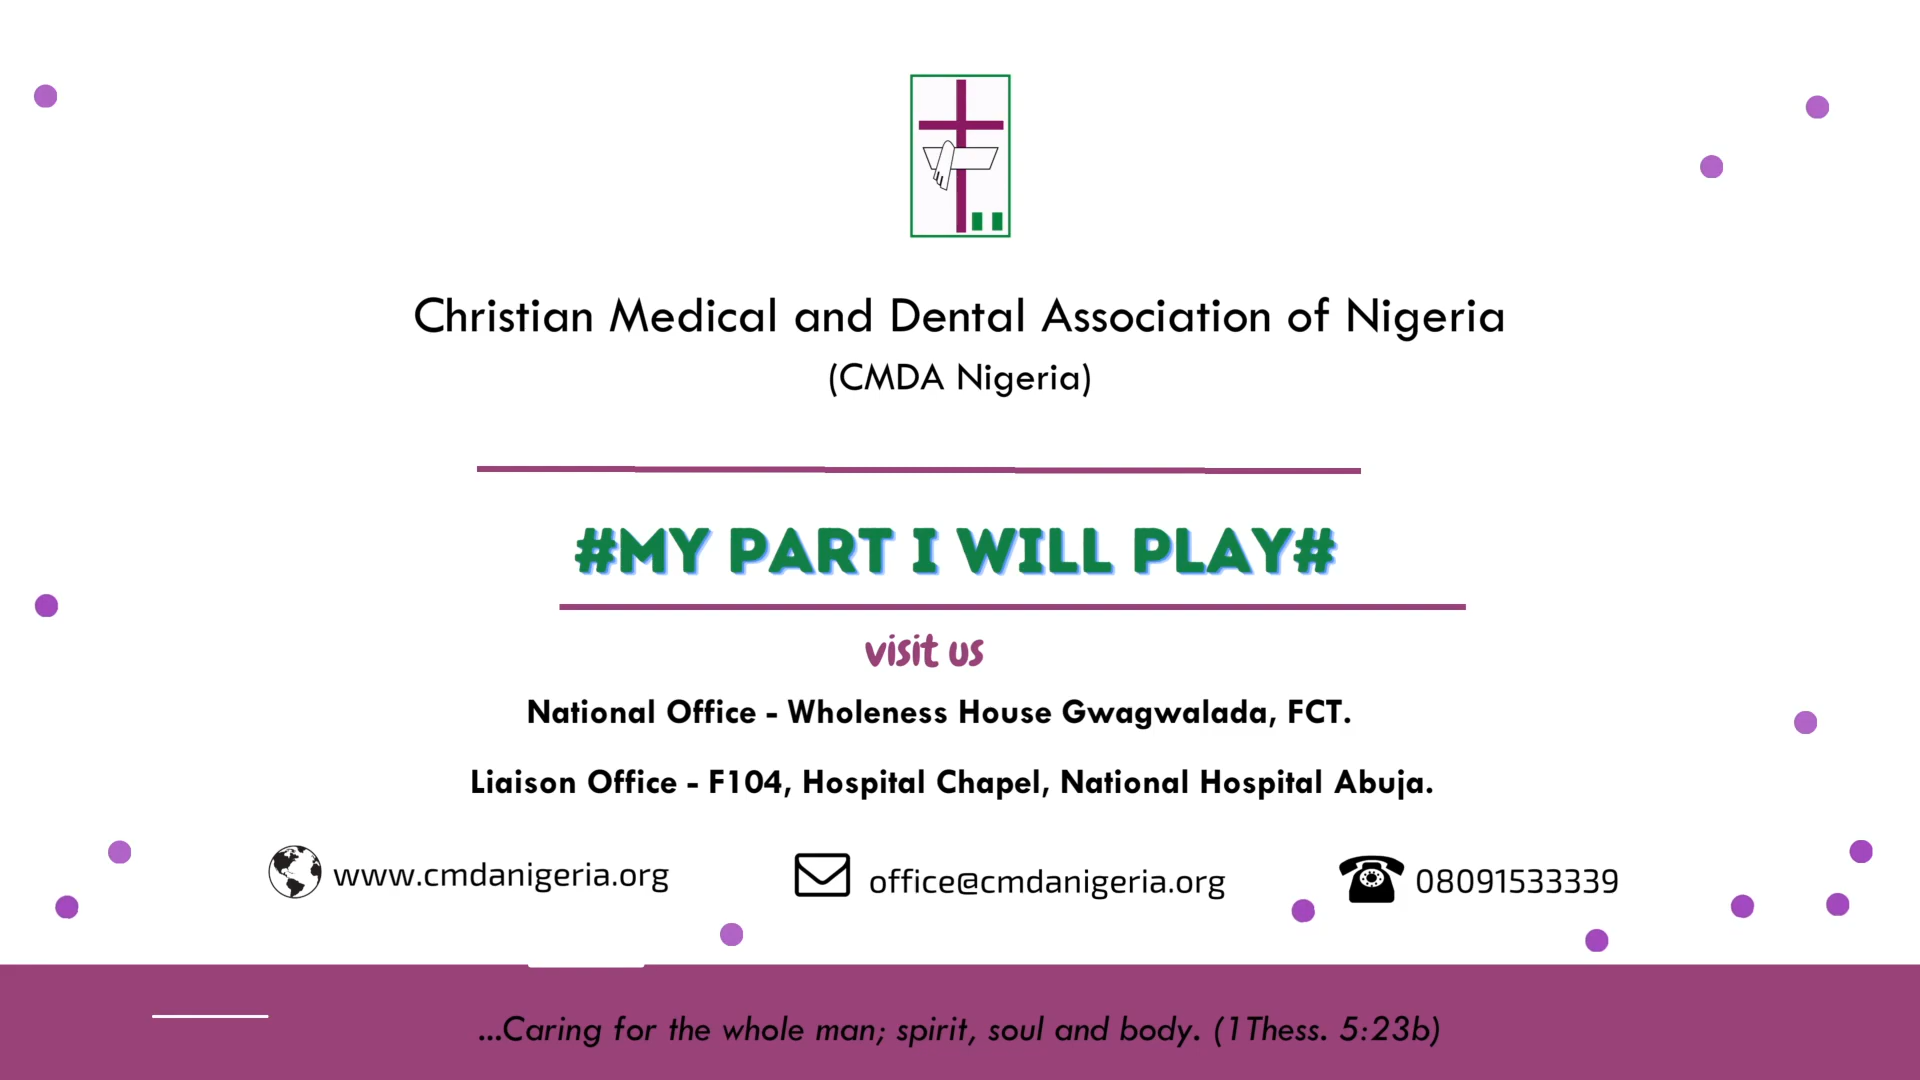 Christian Medical and Dental Association of Nigeria
(CMDA Nigeria)
#MY PART I WILL PLAY#
visit us
National Office - Wholeness House Gwagwalada, FCT.
Liaison Office - F104, Hospital Chapel, National Hospital Abuja.
www.cmdanigeria.org
office@cmdanigeria.org
08091533339
...Caring for the whole man; spirit, soul and body. (1Thess. 5:23b)